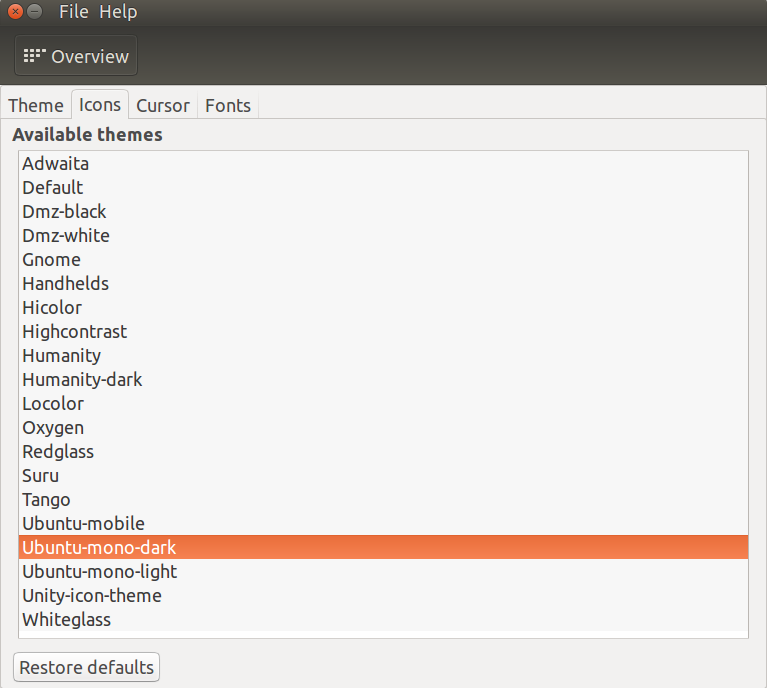 File Help
Overview
Theme Icons Cursor Fonts
Available themes
Adwaita
Default
Dmz-black
Dmz-white
Gnome
Handhelds
Hicolor
Highcontrast
Humanity
Humanity-dark
Locolor
Oxygen
Redglass
Suru
Tango
Ubuntu-mobile
Ubuntu-mono-dark
Ubuntu-mono-light
Unity-icon-theme
Whiteglass
Restore defaults